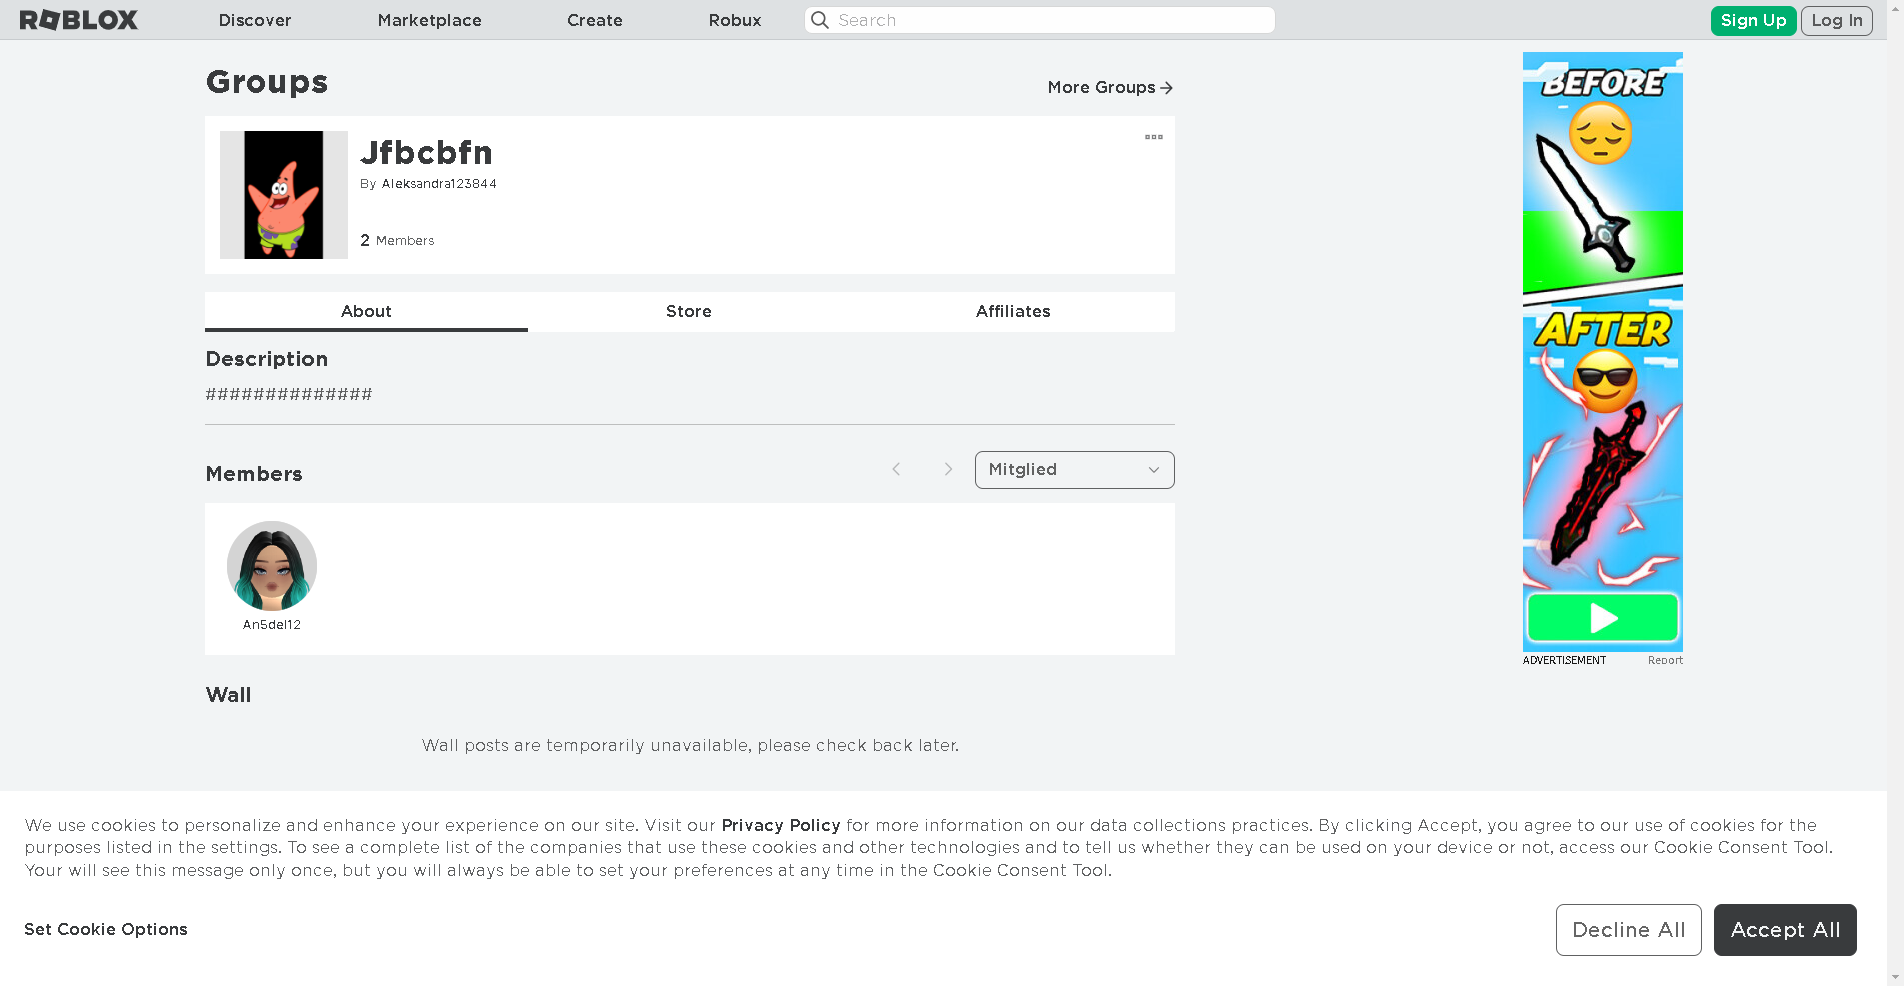 ROBLOX
Discover
Marketplace
Create
Robux
Search
Sign Up
Log In
Groups
More Groups
Jfbcbfn
By Aleksandra123844
2 Members
About
Store
Affiliates
Description
##############
Members
Mitglied
An5del12
Wall
Wall posts are temporarily unavailable, please check back later.
BEFORE
AFTER
ADVERTISEMENT
Report
We use cookies to personalize and enhance your experience on our site. Visit our Privacy Policy for more information on our data collections practices. By clicking Accept, you agree to our use of cookies for the
purposes listed in the settings. To see a complete list of the companies that use these cookies and other technologies and to tell us whether they can be used on your device or not, access our Cookie Consent Tool.
Your will see this message only once, but you will always be able to set your preferences at any time in the Cookie Consent Tool.
Set Cookie Options
Decline All
Accept All